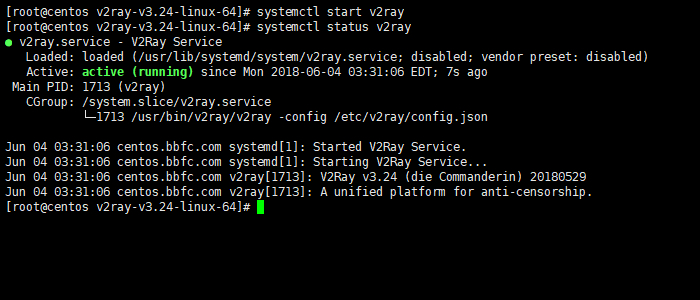 [root@centos v2ray-v3.24-linux-64]# systemctl start v2ray
[root@centos v2ray-v3.24-linux-64]# systemctl status v2ray
● v2ray.service - V2Ray Service
   Loaded: loaded (/usr/lib/systemd/system/v2ray.service; disabled; vendor preset: disabled)
   Active: active (running) since Mon 2018-06-04 03:31:06 EDT; 7s ago
 Main PID: 1713 (v2ray)
   CGroup: /system.slice/v2ray.service
           └─1713 /usr/bin/v2ray/v2ray -config /etc/v2ray/config.json

Jun 04 03:31:06 centos.bbfc.com systemd[1]: Started V2Ray Service.
Jun 04 03:31:06 centos.bbfc.com systemd[1]: Starting V2Ray Service...
Jun 04 03:31:06 centos.bbfc.com v2ray[1713]: V2Ray v3.24 (die Commanderin) 20180529
Jun 04 03:31:06 centos.bbfc.com v2ray[1713]: A unified platform for anti-censorship.
[root@centos v2ray-v3.24-linux-64]#